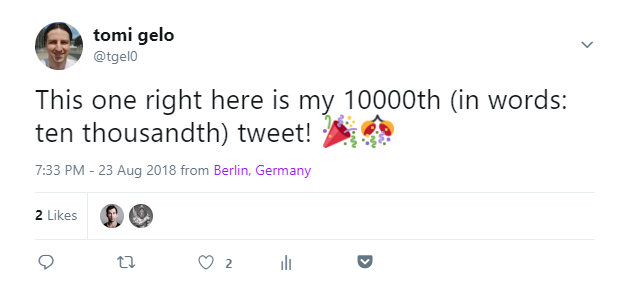 tomi gelo
@tgel0
This one right here is my 10000th (in words:
ten thousandth) tweet! 🎉🎊
7:33 PM - 23 Aug 2018 from Berlin, Germany
2 Likes
2